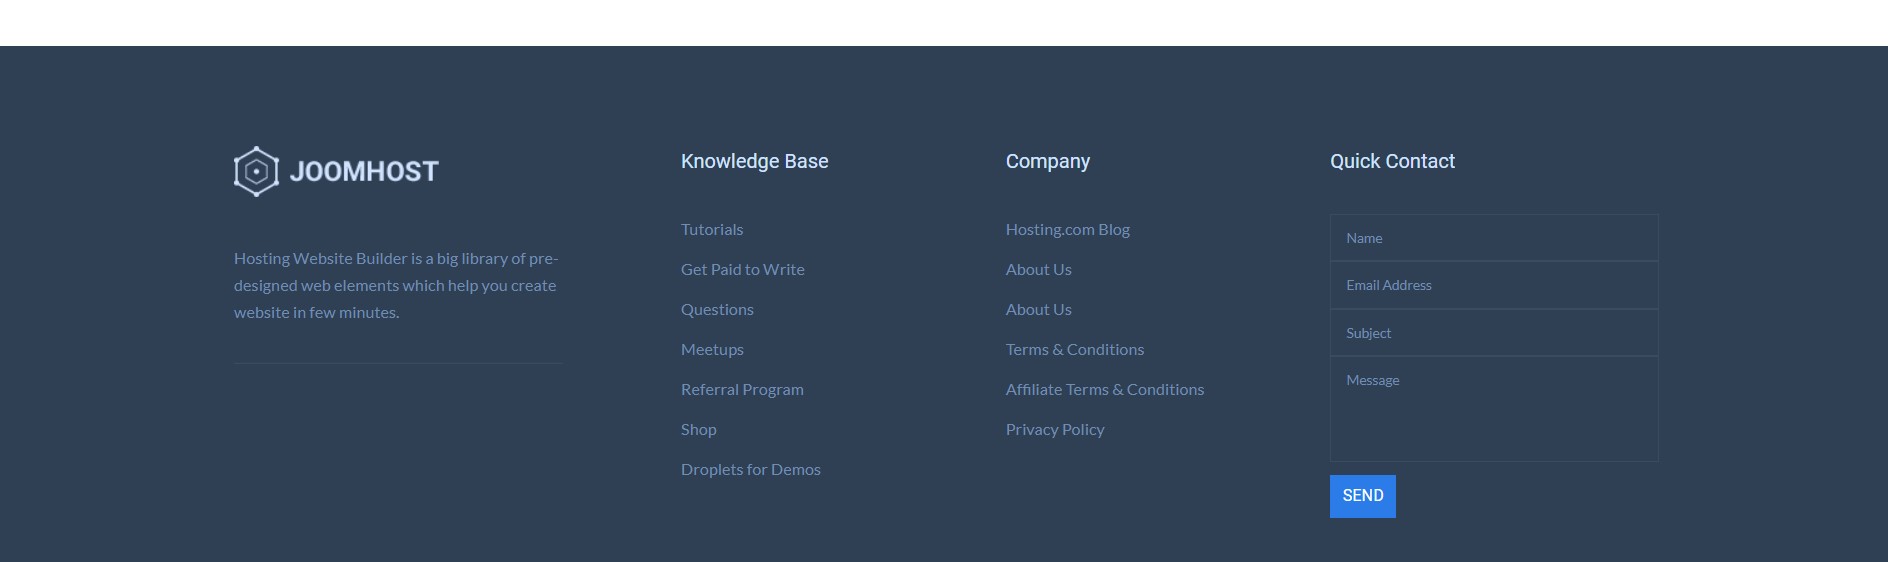 JOOMHOST
Hosting Website Builder is a big library of pre-
designed web elements which help you create
website in few minutes.
Knowledge Base
Tutorials
Get Paid to Write
Questions
Meetups
Referral Program
Shop
Droplets for Demos
Company
Hosting.com Blog
About Us
About Us
Terms & Conditions
Affiliate Terms & Conditions
Privacy Policy
Quick Contact
Name
Email Address
Subject
Message
SEND